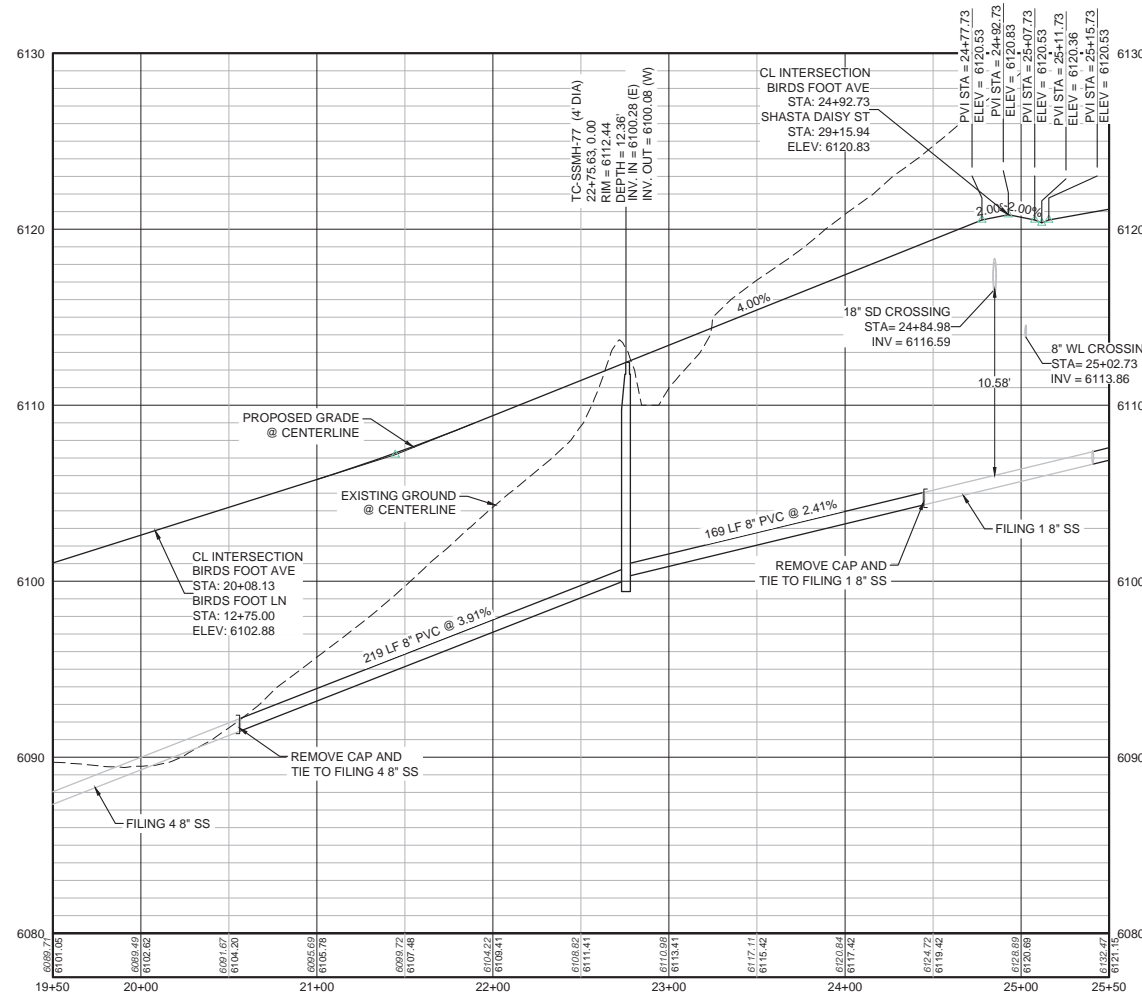 PVI STA = 24+77.73
ELEV = 6120.53
PVI STA = 24+92.73
ELEV = 6120.83
PVI STA = 25+07.73
ELEV = 6120.53
PVI STA = 25+11.73
ELEV = 6120.36
PVI STA = 25+15.73
ELEV = 6120.53
6130
6130
CL INTERSECTION
BIRDS FOOT AVE
STA: 24+92.73
SHASTA DAISY ST
STA: 29+15.94
ELEV: 6120.83
TC-SSMH-77 (4' DIA)
22+75.63, 0.00
RIM = 6112.44
DEPTH = 12.36'
INV. IN = 6100.28 (E)
INV. OUT = 6100.08 (W)
6120
6120
2.00%
-2.00%
4.00%
18" SD CROSSING
STA= 24+84.98
INV = 6116.59
8" WL CROSSIN
STA= 25+02.73
INV = 6113.86
10.58'
6110
6110
PROPOSED GRADE
@ CENTERLINE
EXISTING GROUND
@ CENTERLINE
169 LF 8" PVC @ 2.41%
FILING 1 8" SS
REMOVE CAP AND
TIE TO FILING 1 8" SS
6100
6100
CL INTERSECTION
BIRDS FOOT AVE
STA: 20+08.13
BIRDS FOOT LN
STA: 12+75.00
ELEV: 6102.88
219 LF 8" PVC @ 3.91%
6090
6090
REMOVE CAP AND
TIE TO FILING 4 8" SS
FILING 4 8" SS
6080
6080
6089.71
6101.05
6089.49
6102.62
6091.67
6104.20
6095.69
6105.78
6099.72
6107.48
6104.22
6109.41
6108.82
6111.41
6110.98
6113.41
6117.11
6115.42
6120.84
6117.42
6124.72
6119.42
6128.89
6120.69
6132.47
6121.15
19+50
20+00
21+00
22+00
23+00
24+00
25+00
25+50